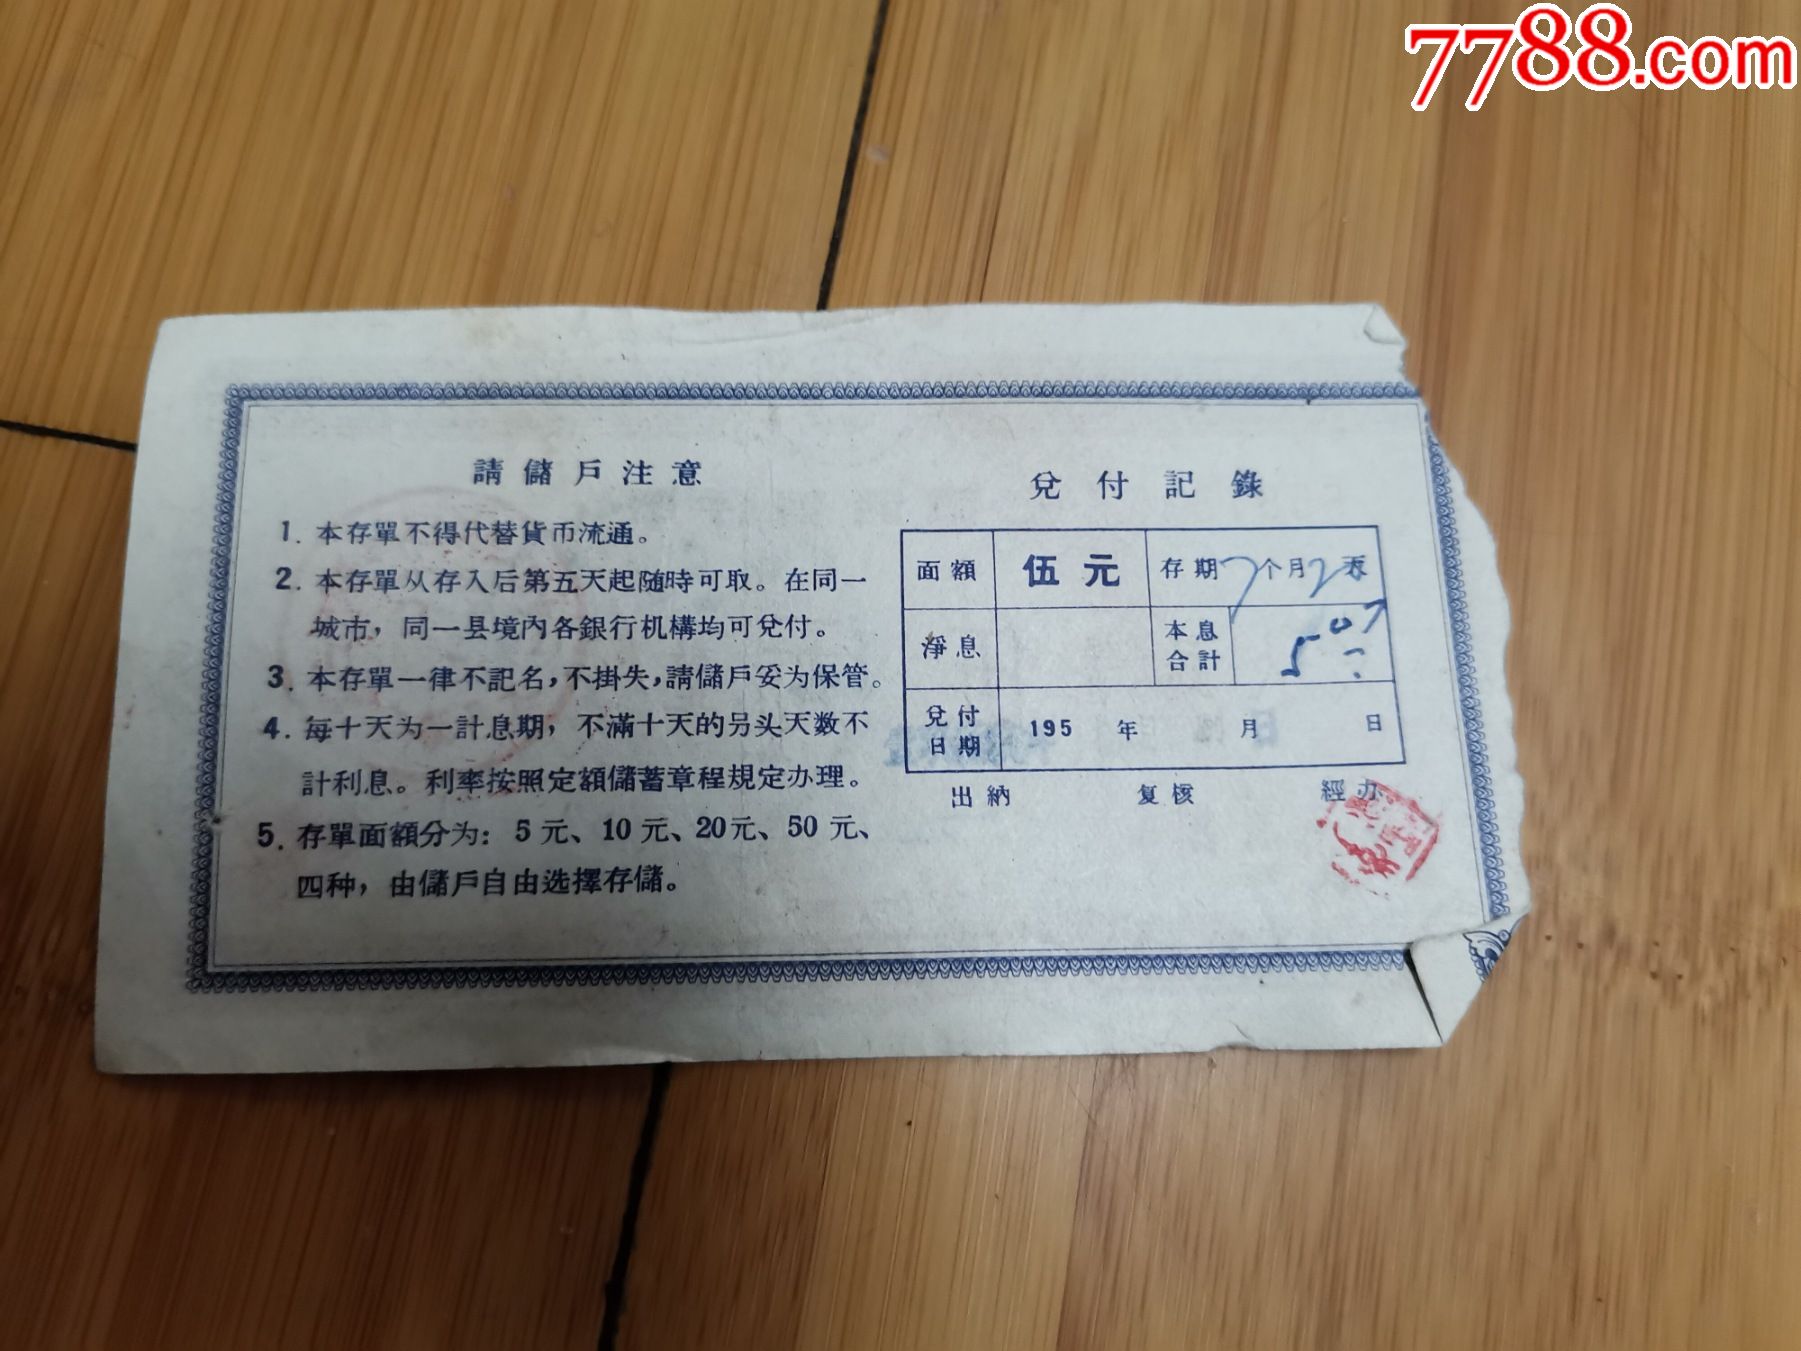 7788.com
請儲戶注意
1. 本存單不得代替貨币流通。
2. 本存單从存入后第五天起随時可取。在同一
城市，同一县境內各銀行机構均可兌付。
3. 本存單一律不記名，不掛失，請儲戶妥为保管。
4. 每十天为一計息期，不滿十天的另头天数不
計利息。利率按照定額儲蓄章程規定办理。
5. 存單面額分为：5元、10元、20元、50元、
四种，由儲戶自由选擇存儲。
兌付記錄
面額 伍元 存期 7个月2天
淨息 本息合計 5.07
兌付日期 195 年 月 日
出納 复核 經办